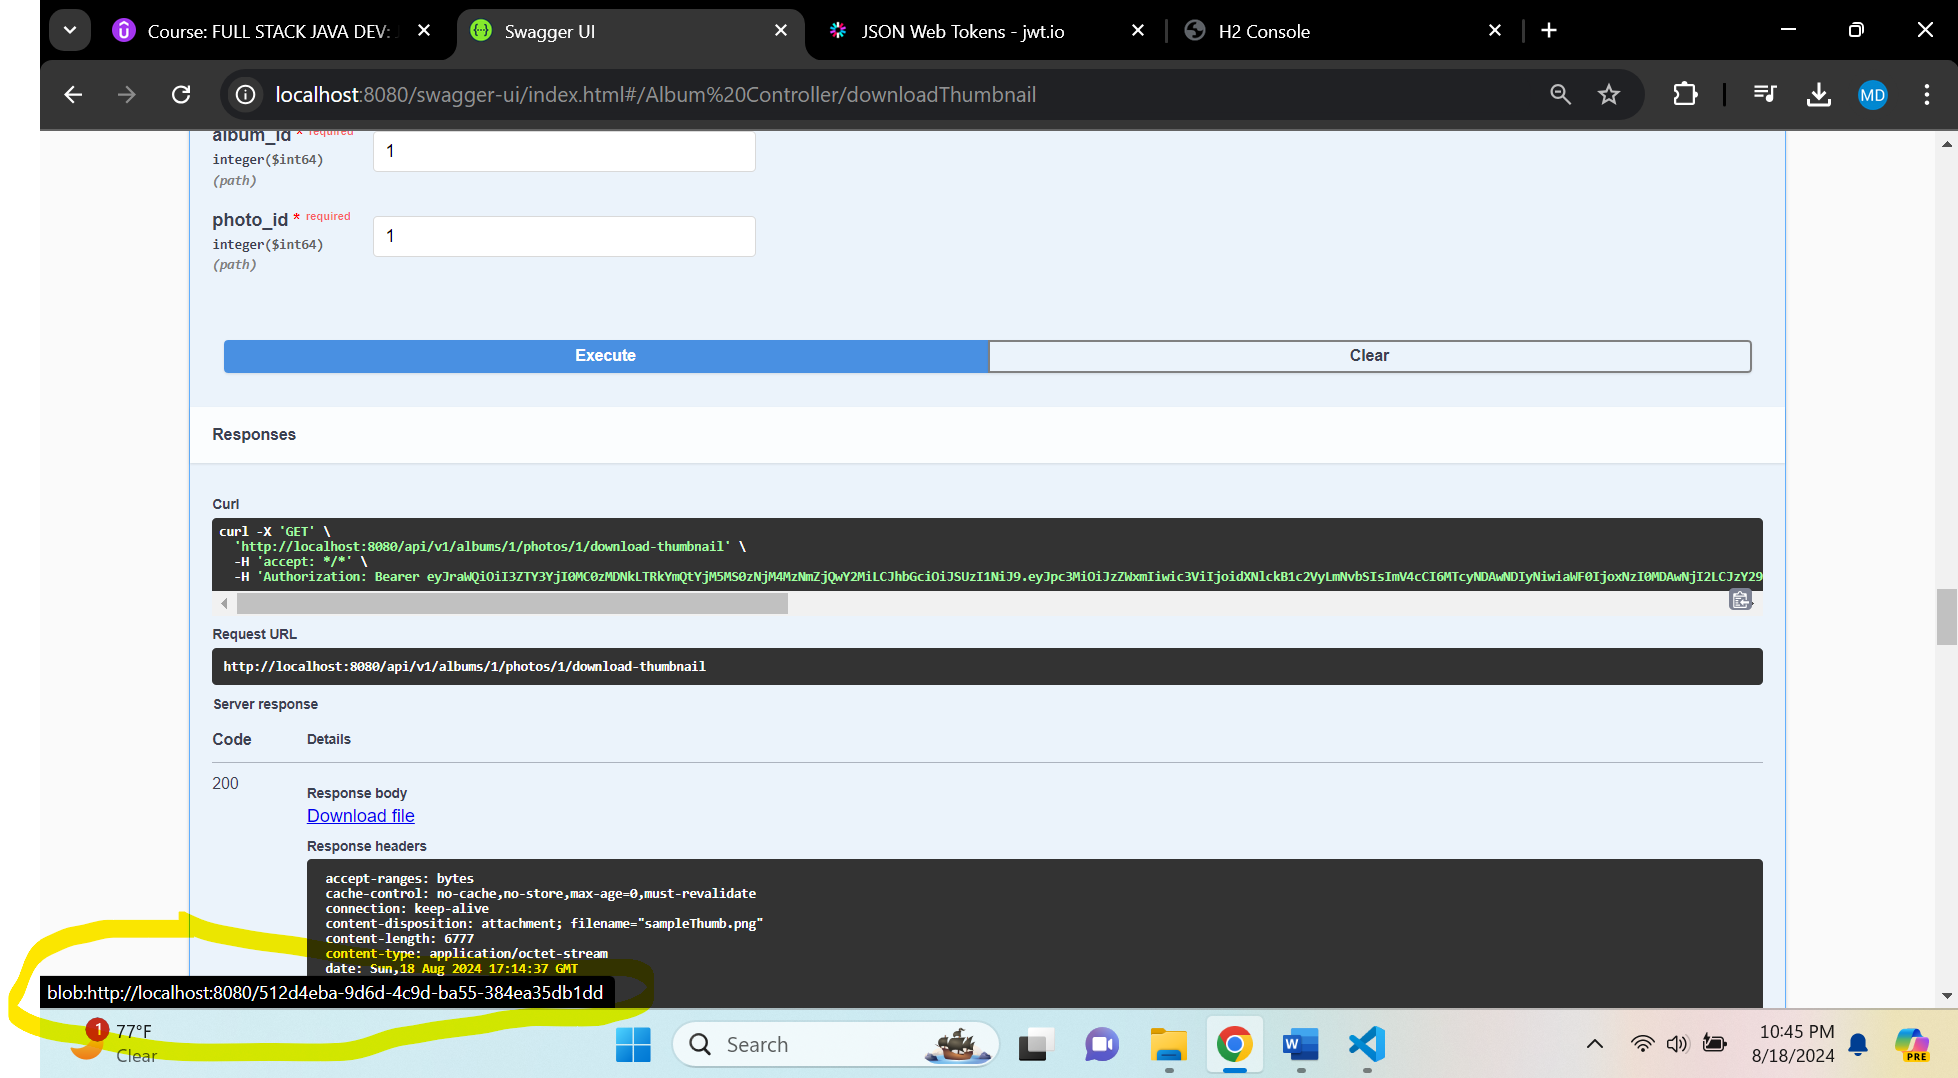 Course: FULL STACK JAVA DEV:
Swagger UI
JSON Web Tokens - jwt.io
H2 Console
localhost:8080/swagger-ui/index.html#/Album%20Controller/downloadThumbnail
MD
album_id * required
integer($int64)
(path)
1
photo_id * required
integer($int64)
(path)
1
Execute
Clear
Responses
Curl
curl -X 'GET' \
'http://localhost:8080/api/v1/albums/1/photos/1/download-thumbnail' \
-H 'accept: */*' \
-H 'Authorization: Bearer eyJraWQiOiI3ZTY3YjI0MC0zMDNkLTRkYmQtYjM5MS0zNjM4MzNmZjQwY2MiLCJhbGciOiJSUzI1NiJ9.eyJpc3MiOiJzZWxmIiwic3ViIjoidXNlckB1c2VyLmNvbSIsImV4cCI6MTcyNDAwNDIyNiwiaWF0IjoxNzI0MDAwNjI2LCJzY29
Request URL
http://localhost:8080/api/v1/albums/1/photos/1/download-thumbnail
Server response
Code
Details
200
Response body
Download file
Response headers
accept-ranges: bytes
cache-control: no-cache,no-store,max-age=0,must-revalidate
connection: keep-alive
content-disposition: attachment; filename="sampleThumb.png"
content-length: 6777
content-type: application/octet-stream
date: Sun,18 Aug 2024 17:14:37 GMT
blob:http://localhost:8080/512d4eba-9d6d-4c9d-ba55-384ea35db1dd
1
77°F
Clear
Search
W
10:45 PM
8/18/2024
PRE